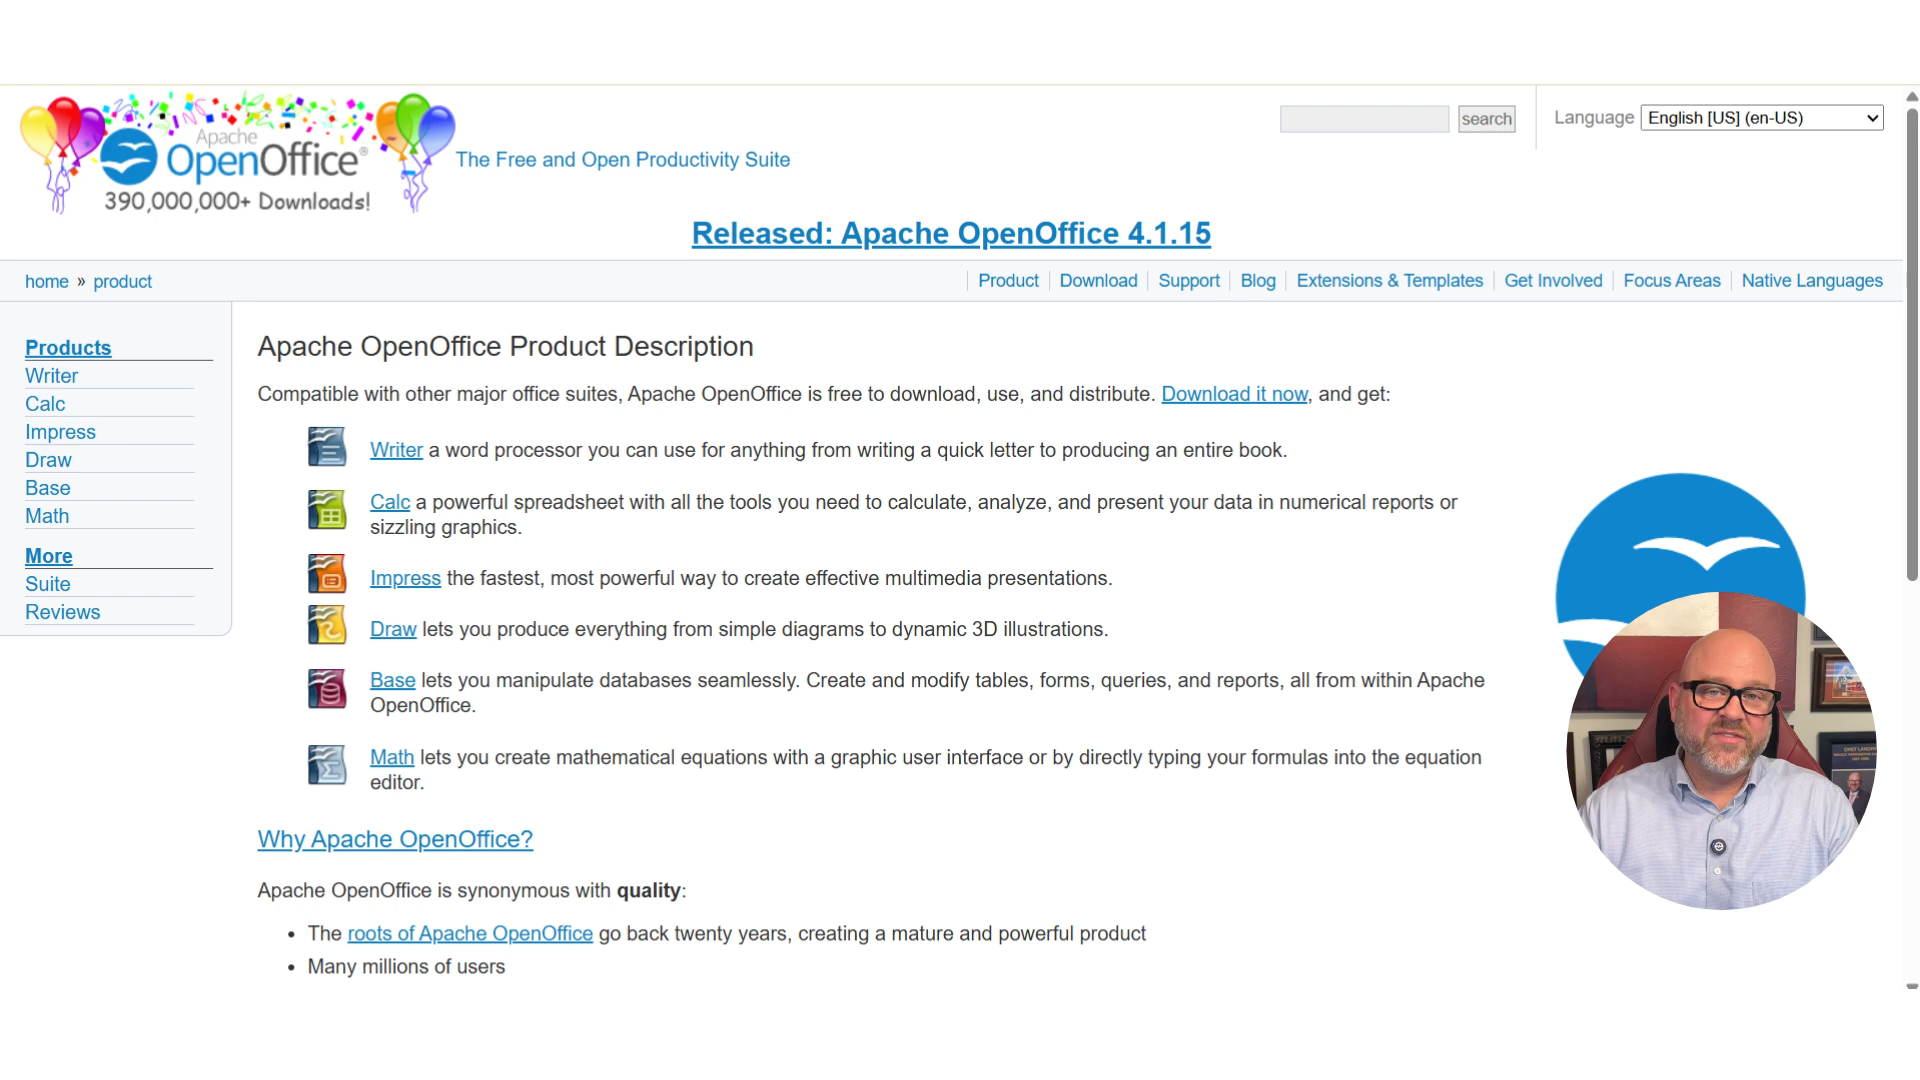 Apache
OpenOffice®
390,000,000+ Downloads!
The Free and Open Productivity Suite
search
Language English [US] (en-US)
Released: Apache OpenOffice 4.1.15
home » product
Product Download Support Blog Extensions & Templates Get Involved Focus Areas Native Languages
Products
Writer
Calc
Impress
Draw
Base
Math
More
Suite
Reviews
Apache OpenOffice Product Description
Compatible with other major office suites, Apache OpenOffice is free to download, use, and distribute. Download it now, and get:
Writer a word processor you can use for anything from writing a quick letter to producing an entire book.
Calc a powerful spreadsheet with all the tools you need to calculate, analyze, and present your data in numerical reports or
sizzling graphics.
Impress the fastest, most powerful way to create effective multimedia presentations.
Draw lets you produce everything from simple diagrams to dynamic 3D illustrations.
Base lets you manipulate databases seamlessly. Create and modify tables, forms, queries, and reports, all from within Apache
OpenOffice.
Math lets you create mathematical equations with a graphic user interface or by directly typing your formulas into the equation
editor.
Why Apache OpenOffice?
Apache OpenOffice is synonymous with quality:
• The roots of Apache OpenOffice go back twenty years, creating a mature and powerful product
• Many millions of users